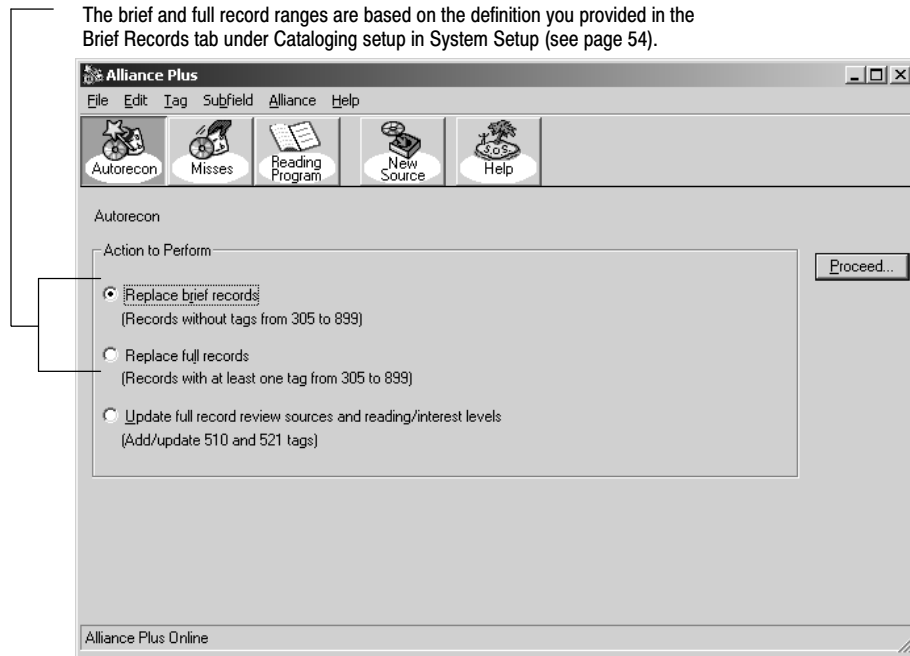 The brief and full record ranges are based on the definition you provided in the
Brief Records tab under Cataloging setup in System Setup (see page 54).
Alliance Plus
File Edit Tag Subfield Alliance Help
Autorecon
Misses
Reading
Program
New
Source
S.O.S.
Help
Autorecon
Action to Perform
Proceed...
Replace brief records
(Records without tags from 305 to 899)
Replace full records
(Records with at least one tag from 305 to 899)
Update full record review sources and reading/interest levels
(Add/update 510 and 521 tags)
Alliance Plus Online